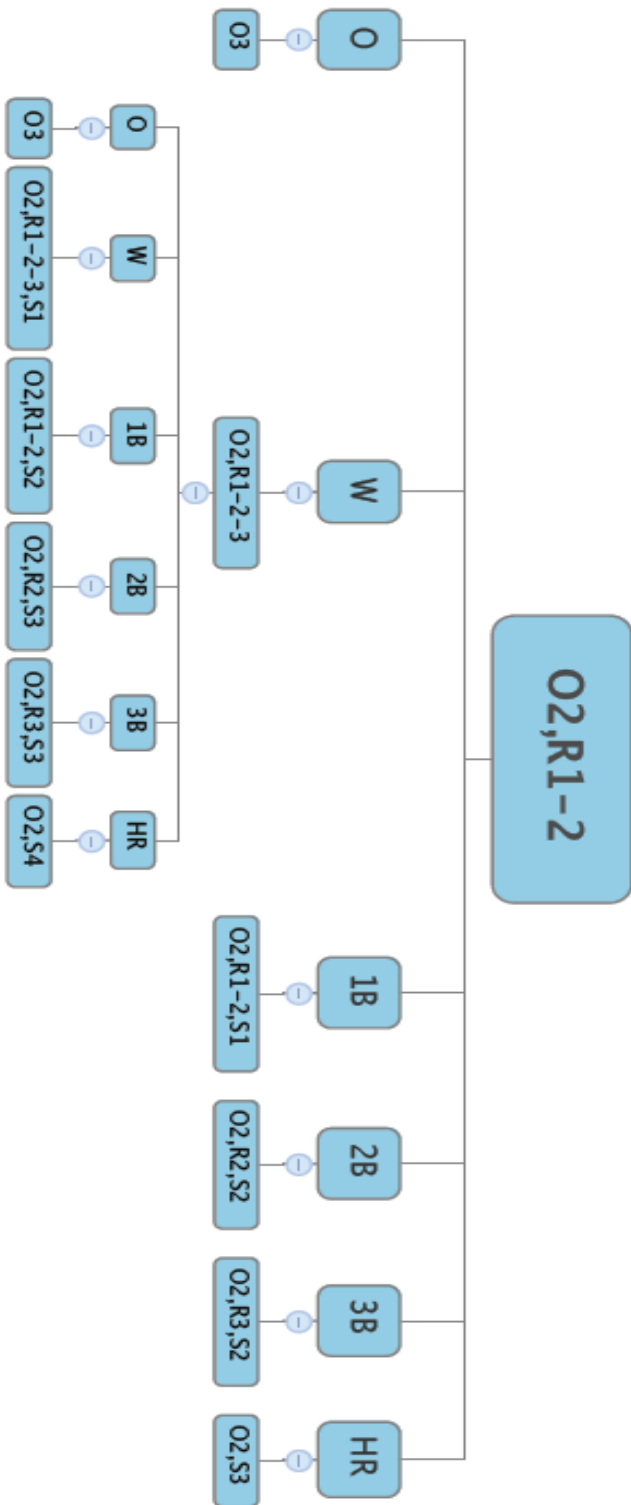 O2,R1-2
O
W
1B
2B
3B
HR
O3
O2,R1-2-3
O2,R1-2,S1
O2,R2,S2
O2,R3,S2
O2,S3
O
W
1B
2B
3B
HR
O3
O2,R1-2-3,S1
O2,R1-2,S2
O2,R2,S3
O2,R3,S3
O2,S4